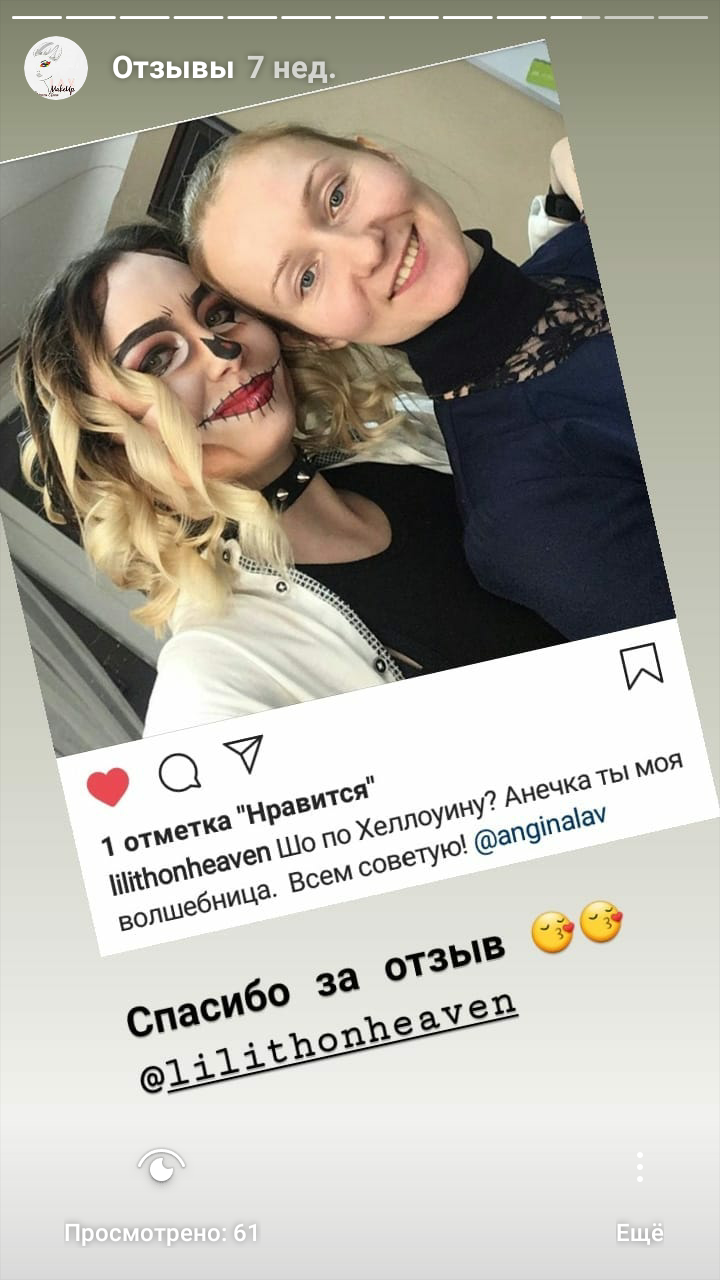 Отзывы 7 нед.
MakeUp
1 отметка "Нравится"
lilithonheaven Шо по Хеллоуину? Анечка ты моя
волшебница. Всем советую! @anginalav
Спасибо за отзыв 😚😚
@lilithonheaven
Просмотрено: 61
Ещё